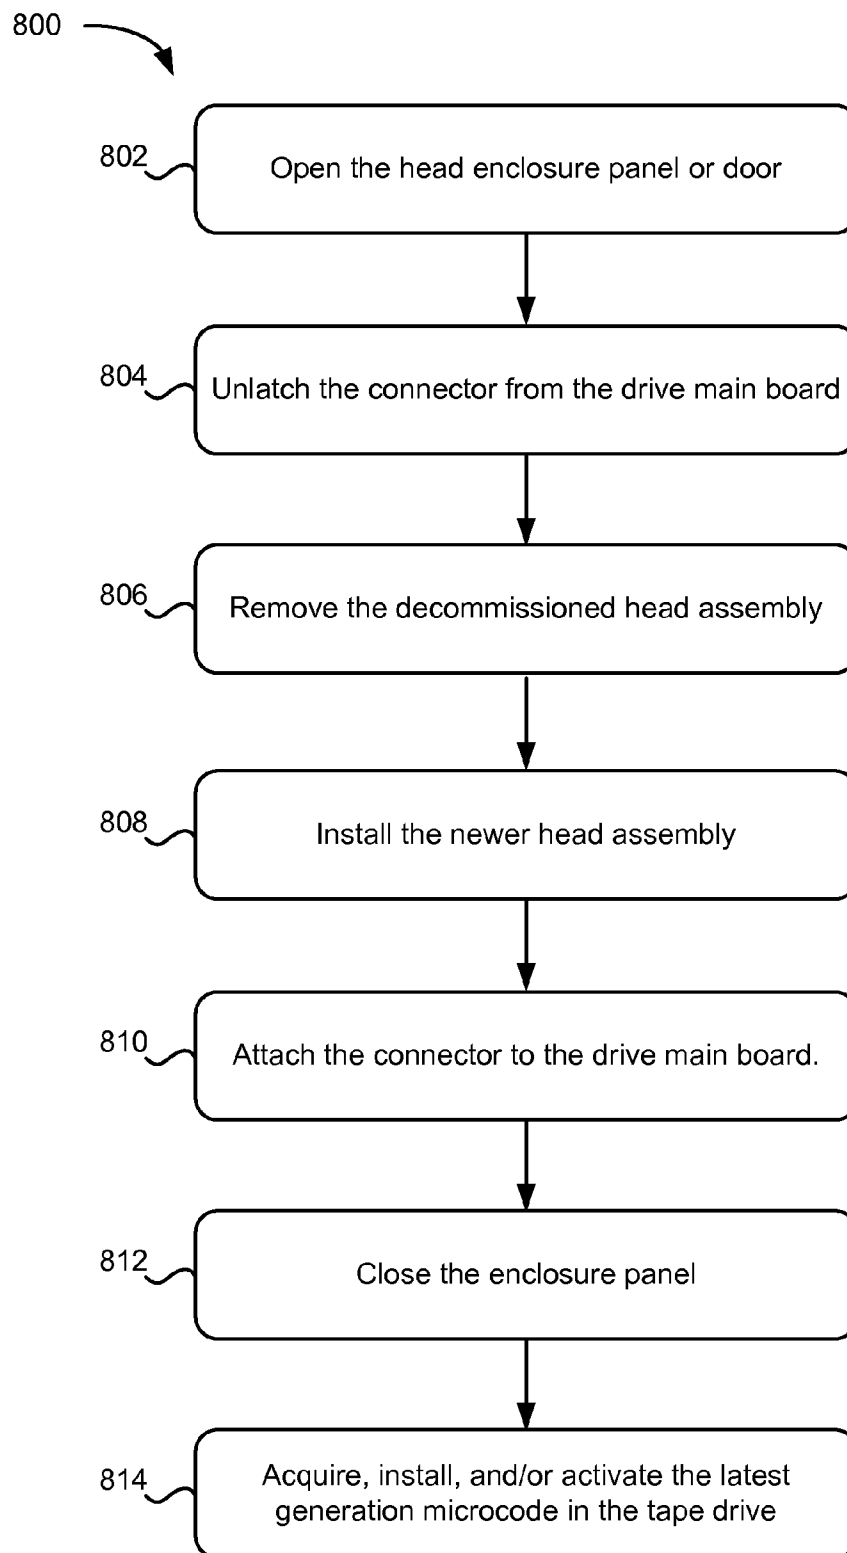 800
802
Open the head enclosure panel or door
804
Unlatch the connector from the drive main board
806
Remove the decommissioned head assembly
808
Install the newer head assembly
810
Attach the connector to the drive main board.
812
Close the enclosure panel
814
Acquire, install, and/or activate the latest
generation microcode in the tape drive